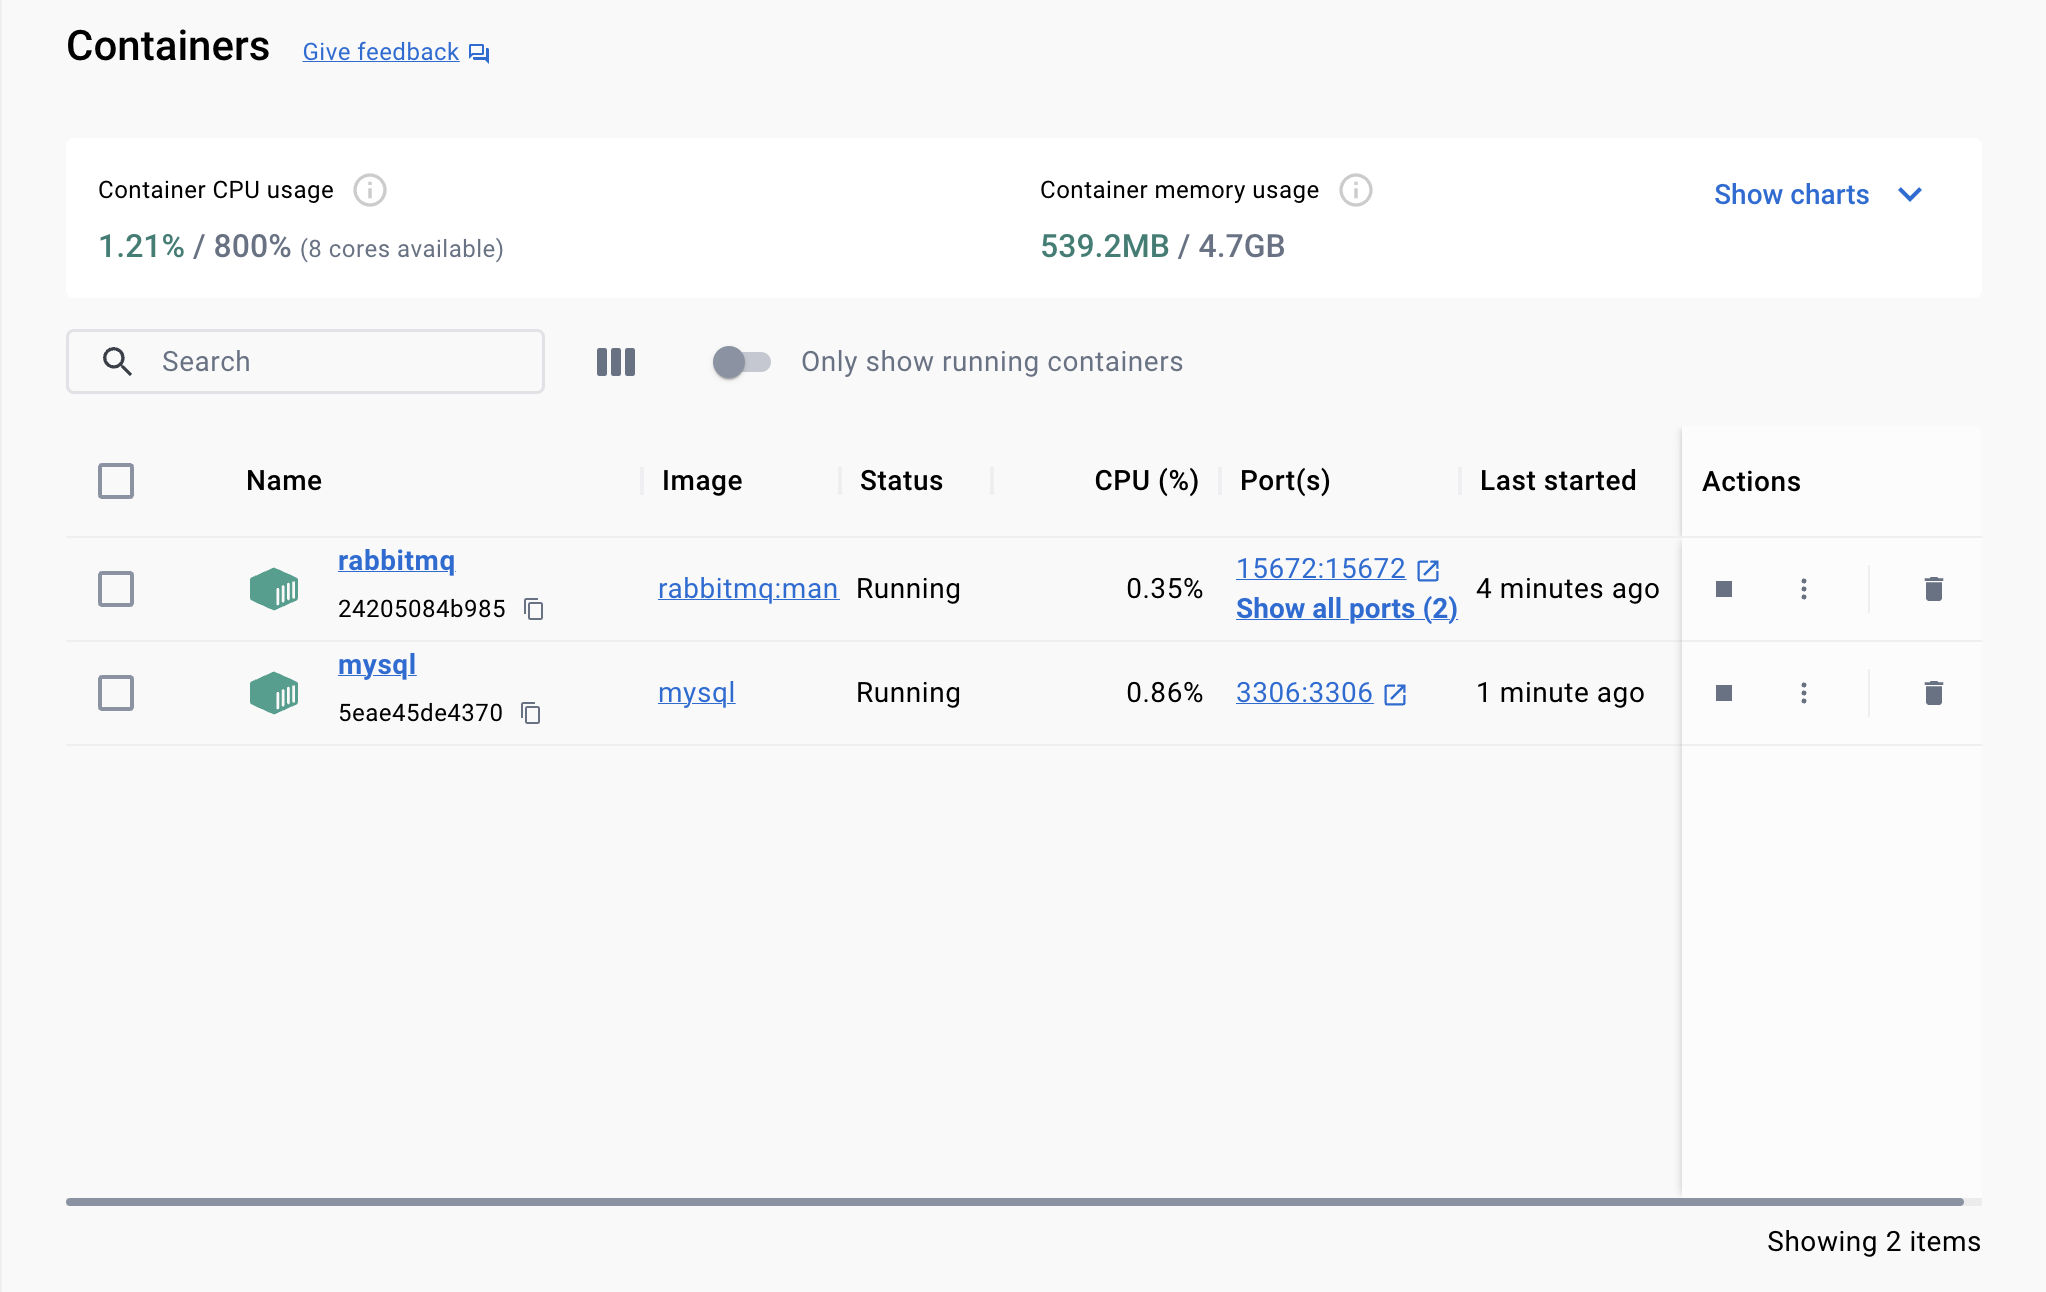 Containers Give feedback
Container CPU usage
1.21% / 800% (8 cores available)
Container memory usage
539.2MB / 4.7GB
Show charts
Search
Only show running containers
Name Image Status CPU (%) Port(s) Last started Actions
rabbitmq
24205084b985
rabbitmq:man Running 0.35%
15672:15672
Show all ports (2)
4 minutes ago
mysql
5eae45de4370
mysql Running 0.86% 3306:3306 1 minute ago
Showing 2 items